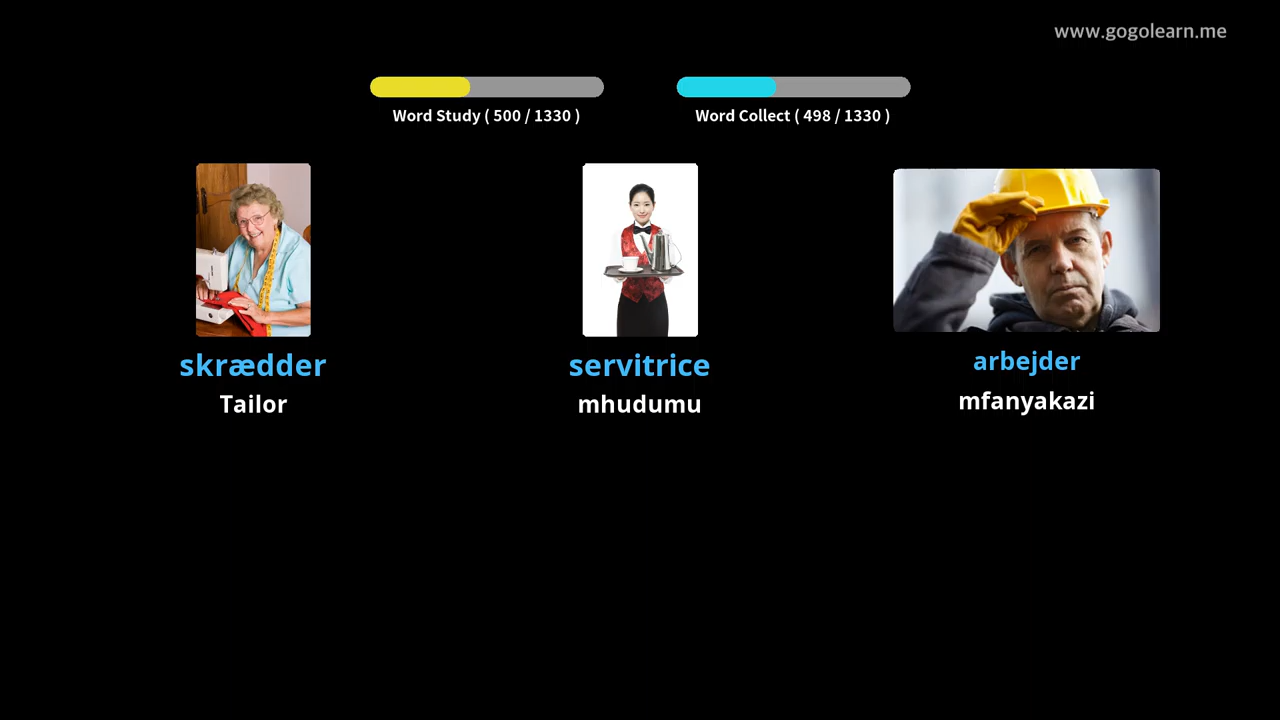 www.gogolearn.me
Word Study ( 500 / 1330 )
Word Collect ( 498 / 1330 )
skrædder
Tailor
servitrice
mhudumu
arbejder
mfanyakazi